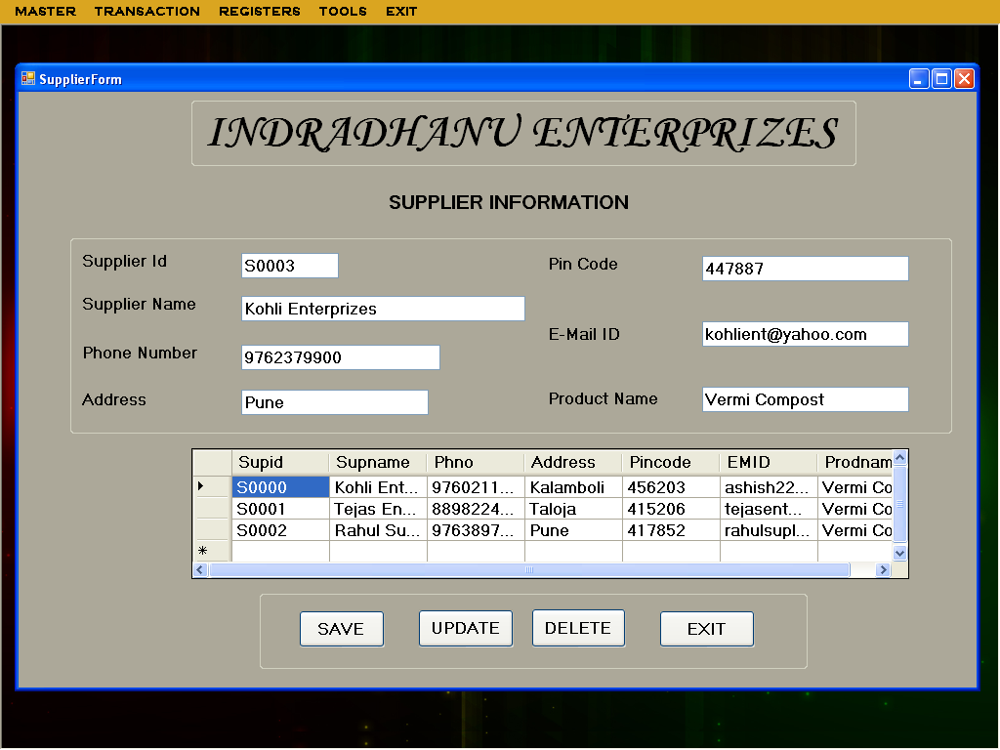 MASTER TRANSACTION REGISTERS TOOLS EXIT
SupplierForm
INDRADHANU ENTERPRIZES
SUPPLIER INFORMATION
Supplier Id S0003 Pin Code 447887
Supplier Name Kohli Enterprizes
E-Mail ID kohlient@yahoo.com
Phone Number 9762379900
Address Pune Product Name Vermi Compost
Supid Supname Phno Address Pincode EMID Prodnam
S0000 Kohli Ent... 9760211... Kalamboli 456203 ashish22... Vermi Co
S0001 Tejas En... 8898224... Taloja 415206 tejasent... Vermi Co
S0002 Rahul Su... 9763897... Pune 417852 rahulsupl... Vermi Co
SAVE UPDATE DELETE EXIT